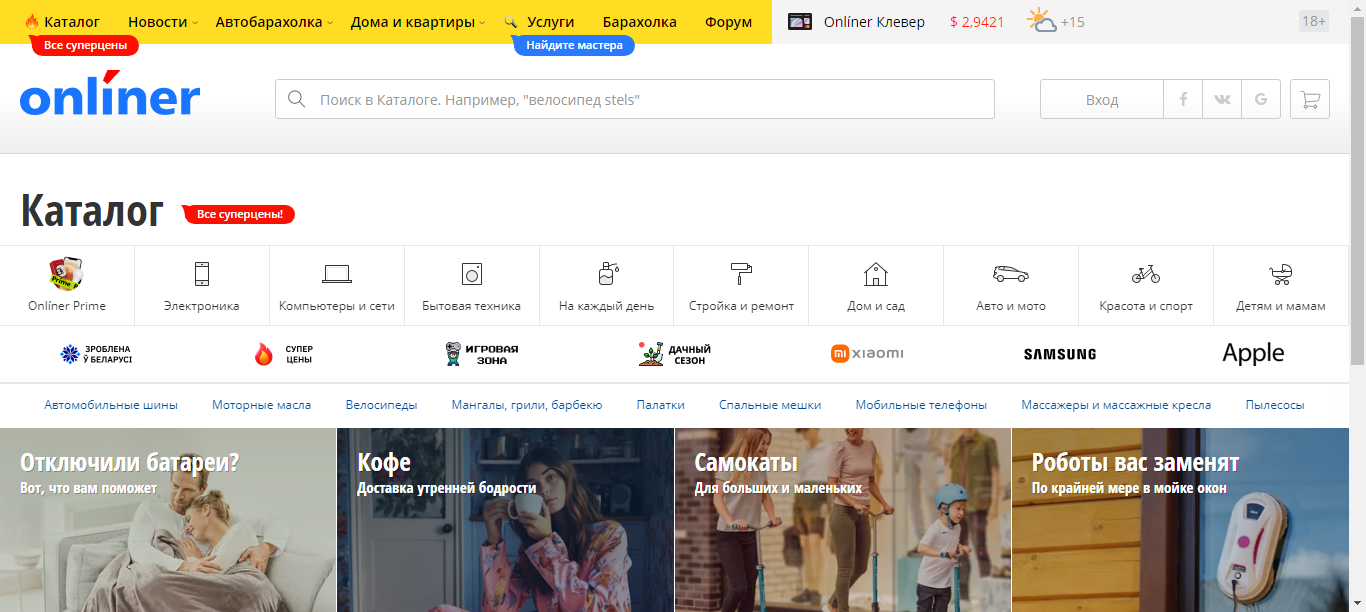 Каталог
Новости
Автобарахолка
Дома и квартиры
Услуги
Барахолка
Форум
Onlíner Клевер
$ 2,9421
+15
18+
Все суперцены
Найдите мастера
onlíner
Поиск в Каталоге. Например, "велосипед stels"
Вход
f
G
Каталог
Все суперцены!
Prime
Onlíner Prime
Электроника
Компьютеры и сети
Бытовая техника
На каждый день
Стройка и ремонт
Дом и сад
Авто и мото
Красота и спорт
Детям и мамам
ЗРОБЛЕНА
Ў БЕЛАРУСІ
СУПЕР
ЦЕНЫ
ИГРОВАЯ
ЗОНА
ДАЧНЫЙ
СЕЗОН
mi xiaomi
SAMSUNG
Apple
Автомобильные шины
Моторные масла
Велосипеды
Мангалы, грили, барбекю
Палатки
Спальные мешки
Мобильные телефоны
Массажеры и массажные кресла
Пылесосы
Отключили батареи?
Вот, что вам поможет
Кофе
Доставка утренней бодрости
Самокаты
Для больших и маленьких
Роботы вас заменят
По крайней мере в мойке окон